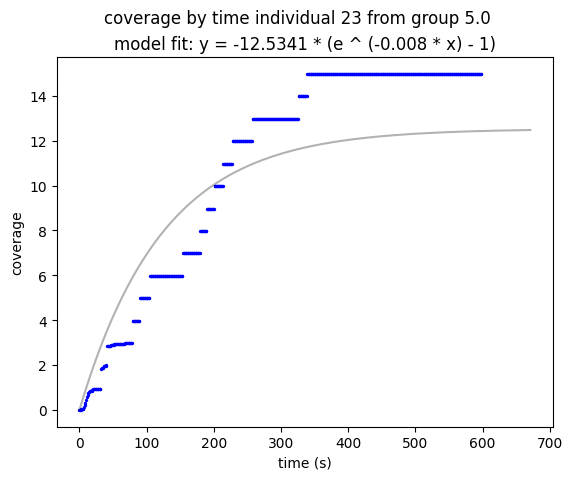 coverage by time individual 23 from group 5.0
model fit: y = -12.5341 * (e ^ (-0.008 * x) - 1)
14
12
10
8
6
4
2
0
coverage
0 100 200 300 400 500 600 700
time (s)